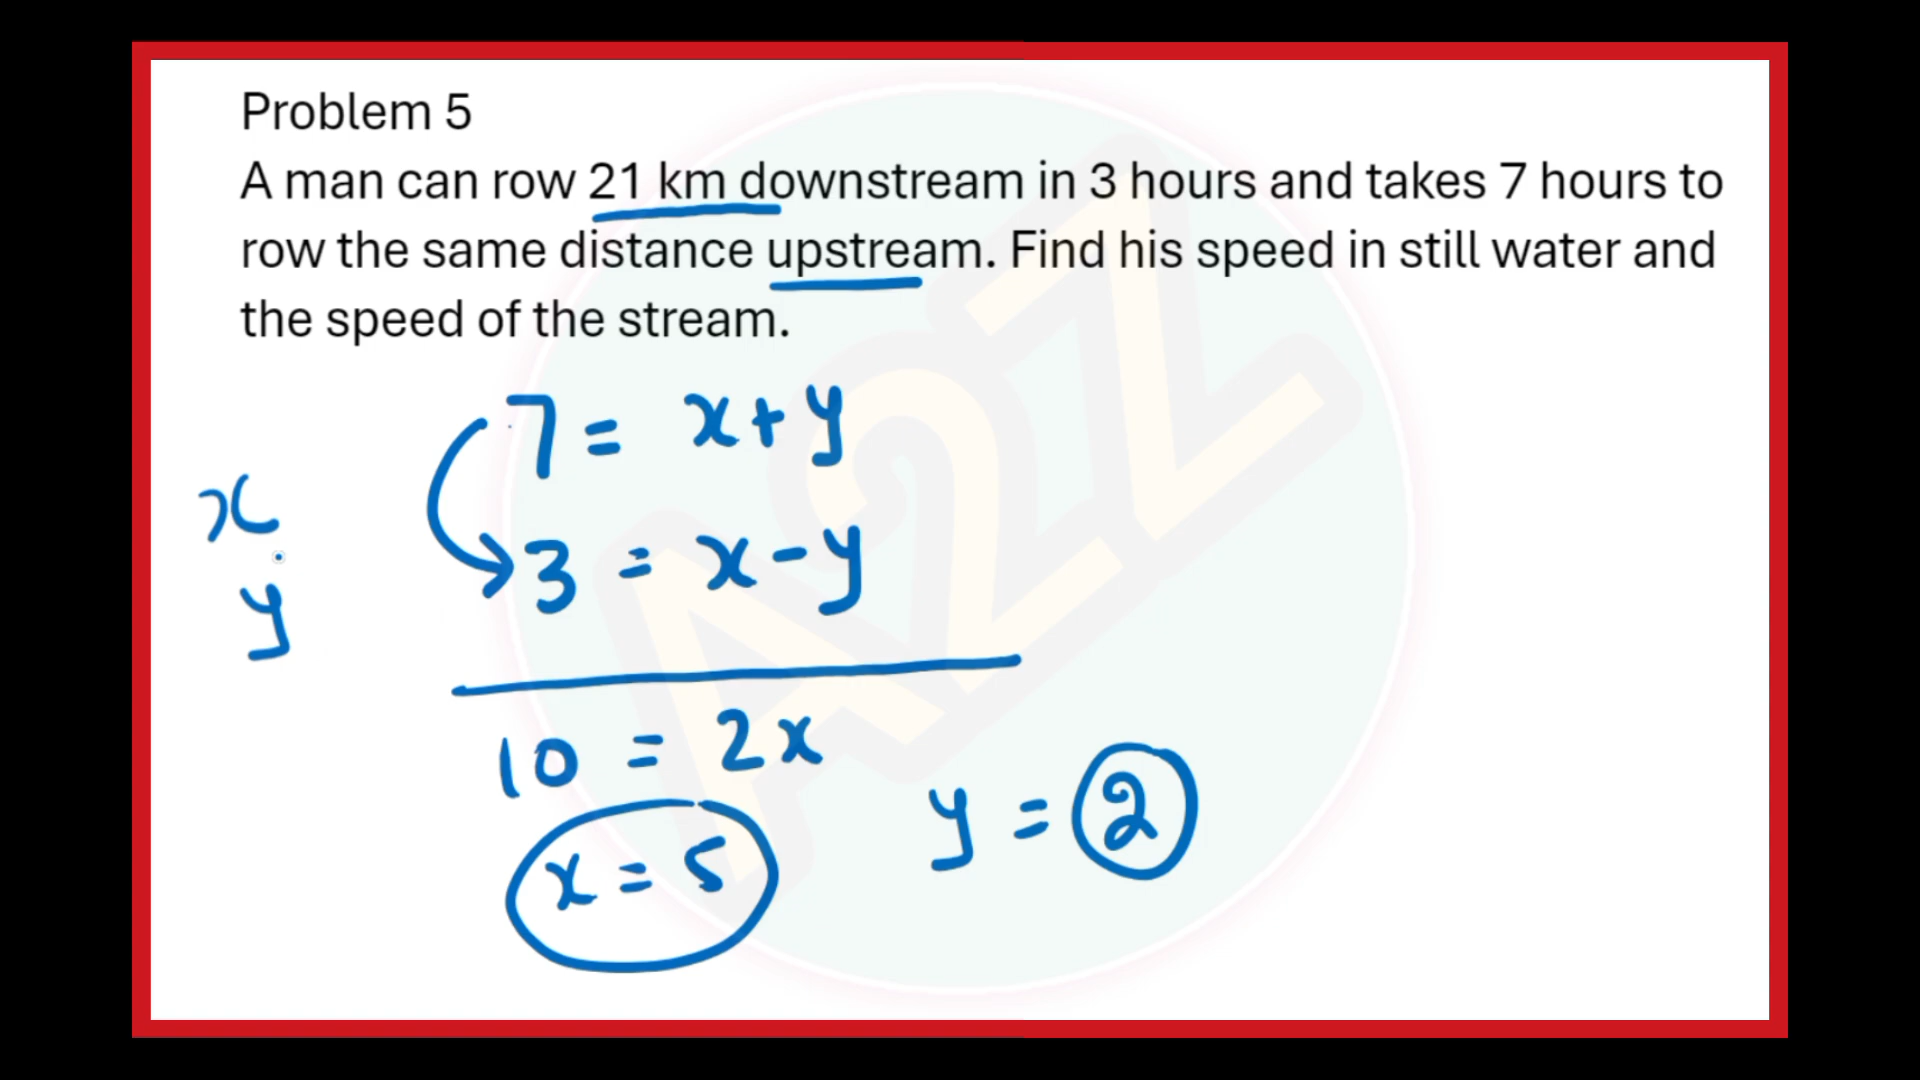 Problem 5
A man can row 21 km downstream in 3 hours and takes 7 hours to
row the same distance upstream. Find his speed in still water and
the speed of the stream.
7 = x+y
x
3 = x-y
y
10 = 2x
y = 2
x = 5
A2Z